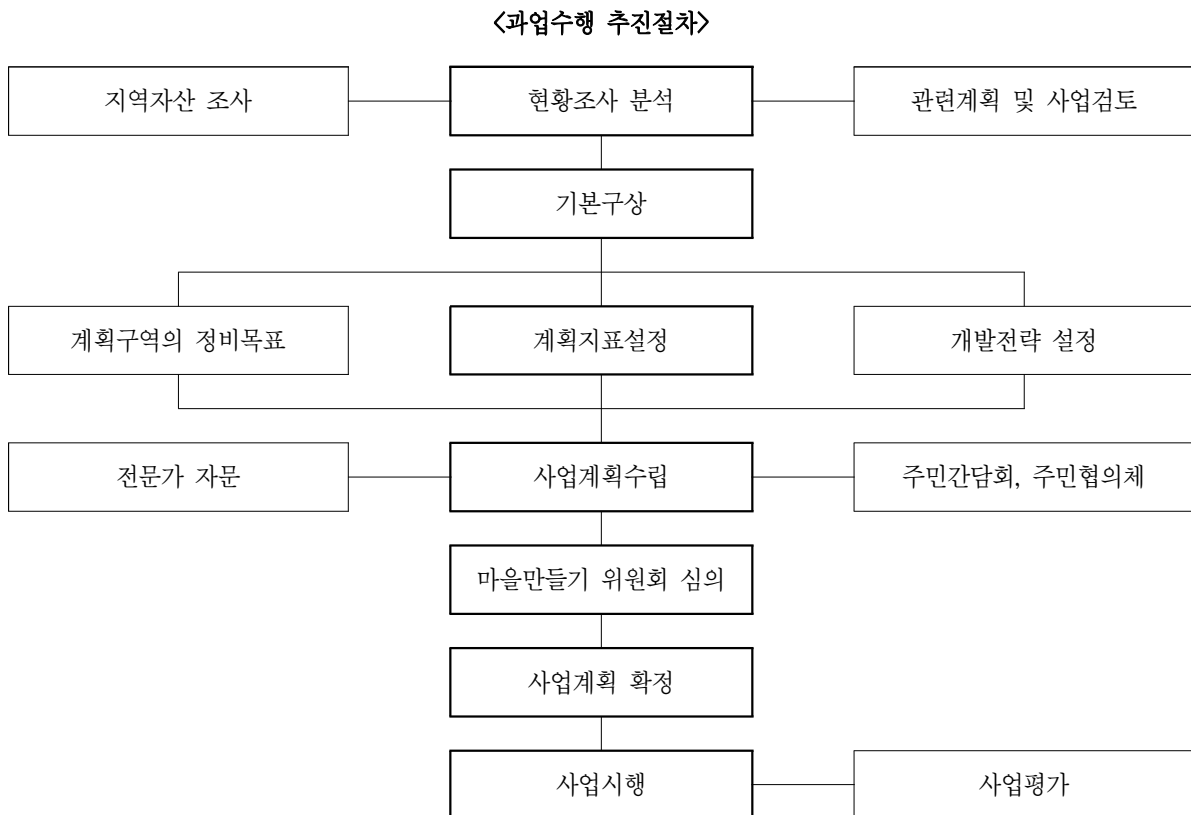 <과업수행 추진절차>
지역자산 조사
현황조사 분석
관련계획 및 사업검토
기본구상
계획구역의 정비목표
계획지표설정
개발전략 설정
전문가 자문
사업계획수립
주민간담회, 주민협의체
마을만들기 위원회 심의
사업계획 확정
사업시행
사업평가